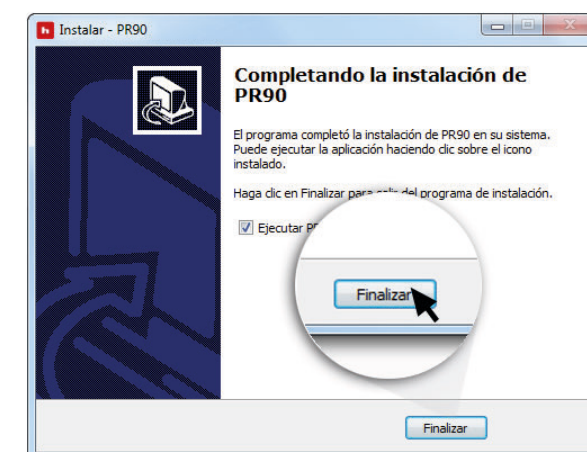 Instalar - PR90
Completando la instalación de
PR90
El programa completó la instalación de PR90 en su sistema.
Puede ejecutar la aplicación haciendo clic sobre el icono
instalado.
Haga clic en Finalizar para salir del programa de instalación.
Ejecutar
Finalizar
Finalizar